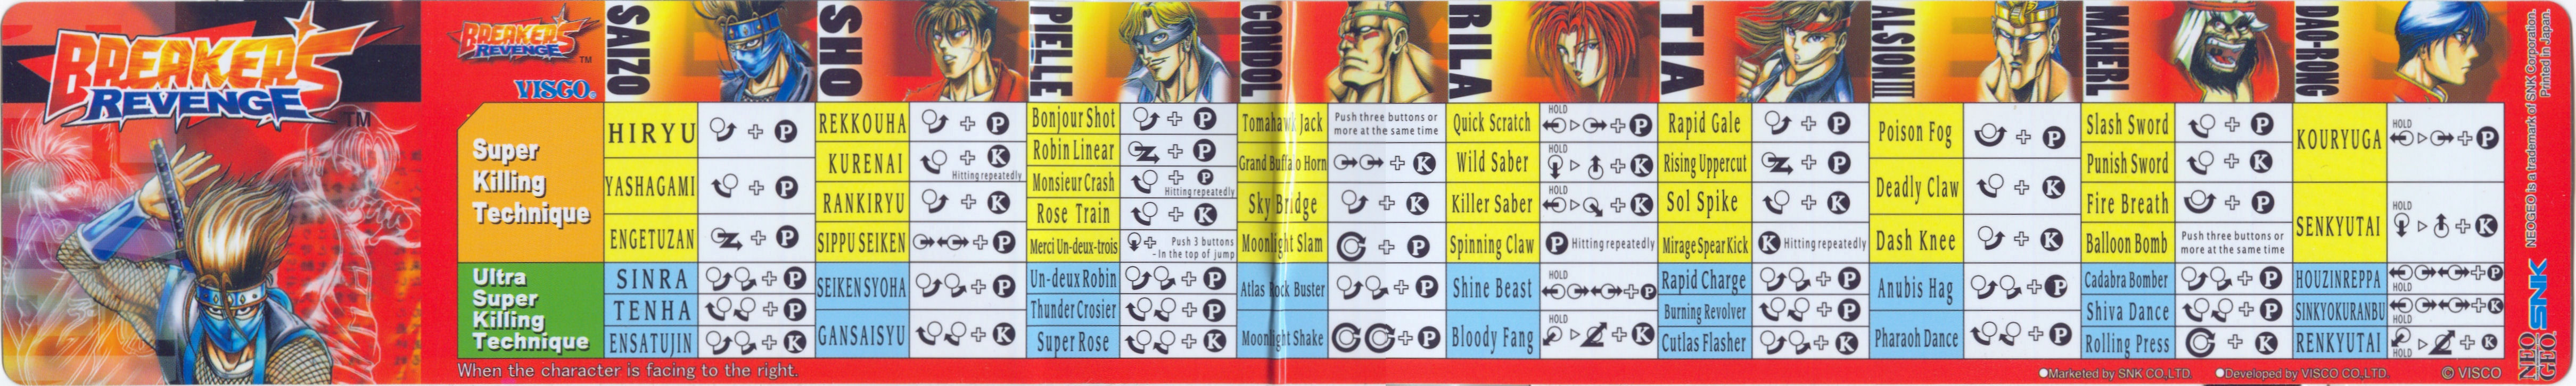 BREAKER'S
REVENGE
TM
BREAKER'S
REVENGE
TM
VISCO®
Super
Killing
Technique
Ultra
Super
Killing
Technique
SAIZO
HIRYU
+ P
YASHAGAMI
+ P
ENGETUZAN
+ P
SINRA
+ P
TENHA
+ P
ENSATUJIN
+ K
SHO
REKKOUHA
+ P
KURENAI
+ K
Hitting repeatedly
RANKIRYU
+ K
SIPPU SEIKEN
+ P
SEIKENSYOHA
+ P
GANSAISYU
+ K
PIELLE
Bonjour Shot
+ P
Robin Linear
+ P
Monsieur Crash
+ P
Hitting repeatedly
Rose Train
+ K
Merci Un-deux-trois
+ Push 3 buttons
- In the top of jump
Un-deux Robin
+ P
Thunder Crosier
+ P
Super Rose
+ K
CONDOL
Tomahawk Jack
Push three buttons or
more at the same time
Grand Buffalo Horn
+ K
Sky Bridge
+ K
Moonlight Slam
+ P
Atlas Rock Buster
+ P
Moonlight Shake
+ P
RILA
Quick Scratch
HOLD
+ P
Wild Saber
HOLD
+ K
Killer Saber
HOLD
+ K
Spinning Claw
P Hitting repeatedly
Shine Beast
HOLD
+ P
Bloody Fang
HOLD
+ K
TIA
Rapid Gale
+ P
Rising Uppercut
+ P
Sol Spike
+ K
Mirage Spear Kick
K Hitting repeatedly
Rapid Charge
+ P
Burning Revolver
+ P
Cutlas Flasher
+ K
ALSIONIII
Poison Fog
+ P
Deadly Claw
+ K
Dash Knee
+ K
Anubis Hag
+ P
Pharaoh Dance
+ P
MAHERL
Slash Sword
+ P
Punish Sword
+ K
Fire Breath
+ P
Balloon Bomb
Push three buttons or
more at the same time
Cadabra Bomber
+ P
Shiva Dance
+ P
Rolling Press
+ K
DAO-RONG
KOURYUGA
HOLD
+ P
SENKYUTAI
HOLD
+ K
HOUZINREPPA
+ P
HOLD
SINKYOKURANBU
+ K
HOLD
RENKYUTAI
+ K
HOLD
When the character is facing to the right.
●Marketed by SNK CO.,LTD.
●Developed by VISCO CO.,LTD.
© VISCO
NEOGEO is a trademark of SNK Corporation.
Printed in Japan.
SNK
NEO
GEO